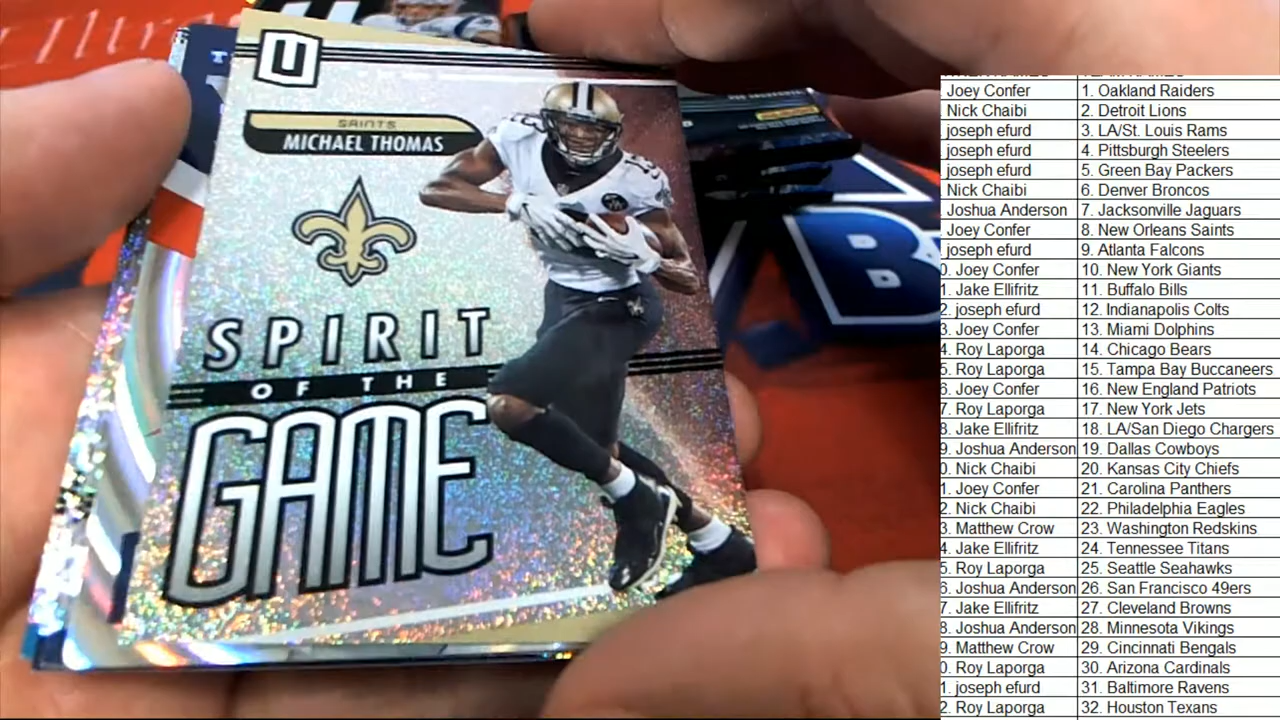 U
SAINTS
MICHAEL THOMAS
SPIRIT
OF THE
GAME
B
Joey Confer 1. Oakland Raiders
Nick Chaibi 2. Detroit Lions
joseph efurd 3. LA/St. Louis Rams
joseph efurd 4. Pittsburgh Steelers
joseph efurd 5. Green Bay Packers
Nick Chaibi 6. Denver Broncos
Joshua Anderson 7. Jacksonville Jaguars
Joey Confer 8. New Orleans Saints
joseph efurd 9. Atlanta Falcons
0. Joey Confer 10. New York Giants
1. Jake Ellifritz 11. Buffalo Bills
2. joseph efurd 12. Indianapolis Colts
3. Joey Confer 13. Miami Dolphins
4. Roy Laporga 14. Chicago Bears
5. Roy Laporga 15. Tampa Bay Buccaneers
6. Joey Confer 16. New England Patriots
7. Roy Laporga 17. New York Jets
8. Jake Ellifritz 18. LA/San Diego Chargers
9. Joshua Anderson 19. Dallas Cowboys
0. Nick Chaibi 20. Kansas City Chiefs
1. Joey Confer 21. Carolina Panthers
2. Nick Chaibi 22. Philadelphia Eagles
3. Matthew Crow 23. Washington Redskins
4. Jake Ellifritz 24. Tennessee Titans
5. Roy Laporga 25. Seattle Seahawks
6. Joshua Anderson 26. San Francisco 49ers
7. Jake Ellifritz 27. Cleveland Browns
8. Joshua Anderson 28. Minnesota Vikings
9. Matthew Crow 29. Cincinnati Bengals
0. Roy Laporga 30. Arizona Cardinals
1. joseph efurd 31. Baltimore Ravens
2. Roy Laporga 32. Houston Texans